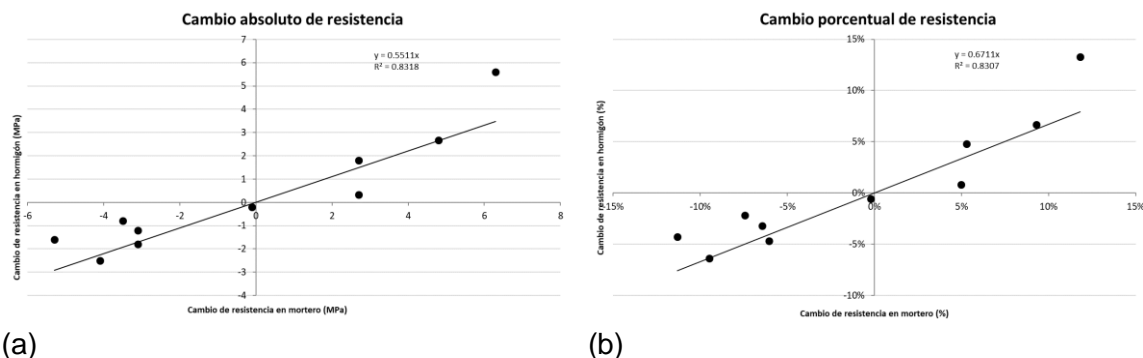 Cambio absoluto de resistencia
y = 0.5511x
R² = 0.8318
Cambio de resistencia en hormigón (MPa)
7
6
5
4
3
2
1
0
-1
-2
-3
-4
-6
-4
-2
0
2
4
6
8
Cambio de resistencia en mortero (MPa)
(a)
Cambio porcentual de resistencia
y = 0.6711x
R² = 0.8307
Cambio de resistencia en hormigón (%)
15%
10%
5%
0%
-5%
-10%
-15%
-10%
-5%
0%
5%
10%
15%
Cambio de resistencia en mortero (%)
(b)